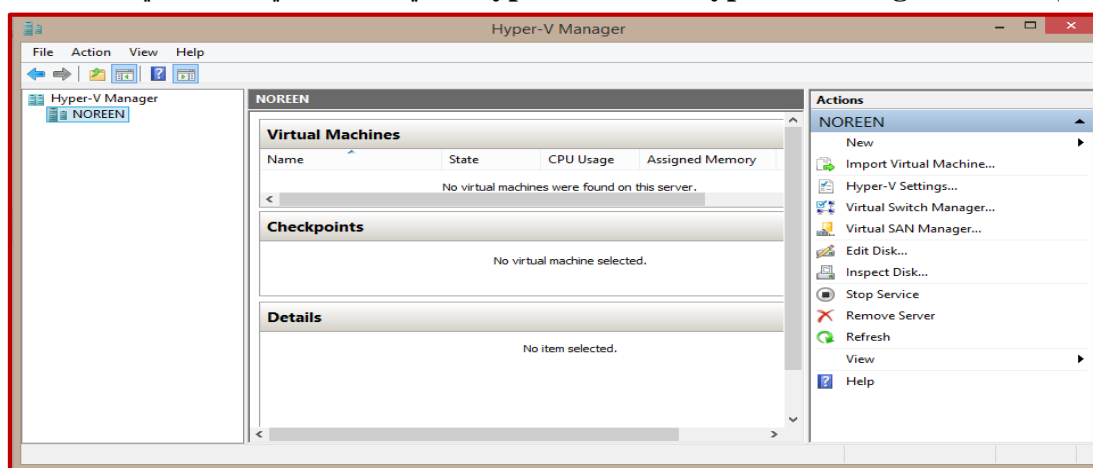 Hyper-V Manager
File Action View Help
Hyper-V Manager
NOREEN
NOREEN
Virtual Machines
Name State CPU Usage Assigned Memory
No virtual machines were found on this server.
Checkpoints
No virtual machine selected.
Details
No item selected.
Actions
NOREEN
New
Import Virtual Machine...
Hyper-V Settings...
Virtual Switch Manager...
Virtual SAN Manager...
Edit Disk...
Inspect Disk...
Stop Service
Remove Server
Refresh
View
Help